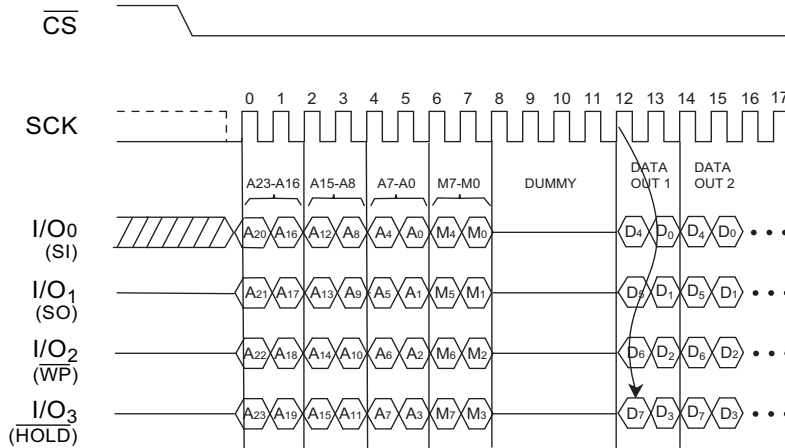 CS
0 1 2 3 4 5 6 7 8 9 10 11 12 13 14 15 16 17
SCK
A23-A16 A15-A8 A7-A0 M7-M0 DUMMY DATA OUT 1 DATA OUT 2
I/O0 A20 A16 A12 A8 A4 A0 M4 M0 D4 D0 D4 D0 • • •
(SI)
I/O1 A21 A17 A13 A9 A5 A1 M5 M1 D5 D1 D5 D1 • • •
(SO)
I/O2 A22 A18 A14 A10 A6 A2 M6 M2 D6 D2 D6 D2 • • •
(WP)
I/O3 A23 A19 A15 A11 A7 A3 M7 M3 D7 D3 D7 D3 • • •
(HOLD)